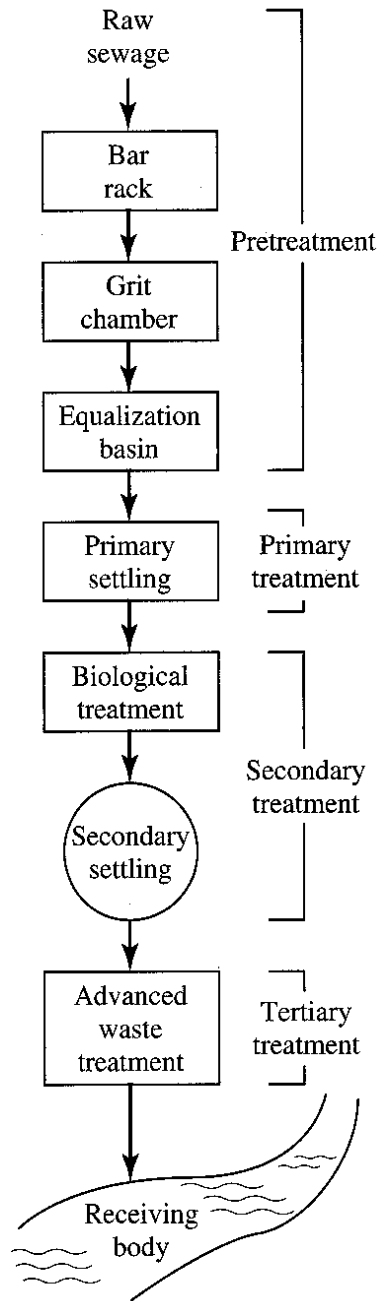 Raw
sewage
Bar
rack
Pretreatment
Grit
chamber
Equalization
basin
Primary
settling
Primary
treatment
Biological
treatment
Secondary
treatment
Secondary
settling
Advanced
waste
treatment
Tertiary
treatment
Receiving
body